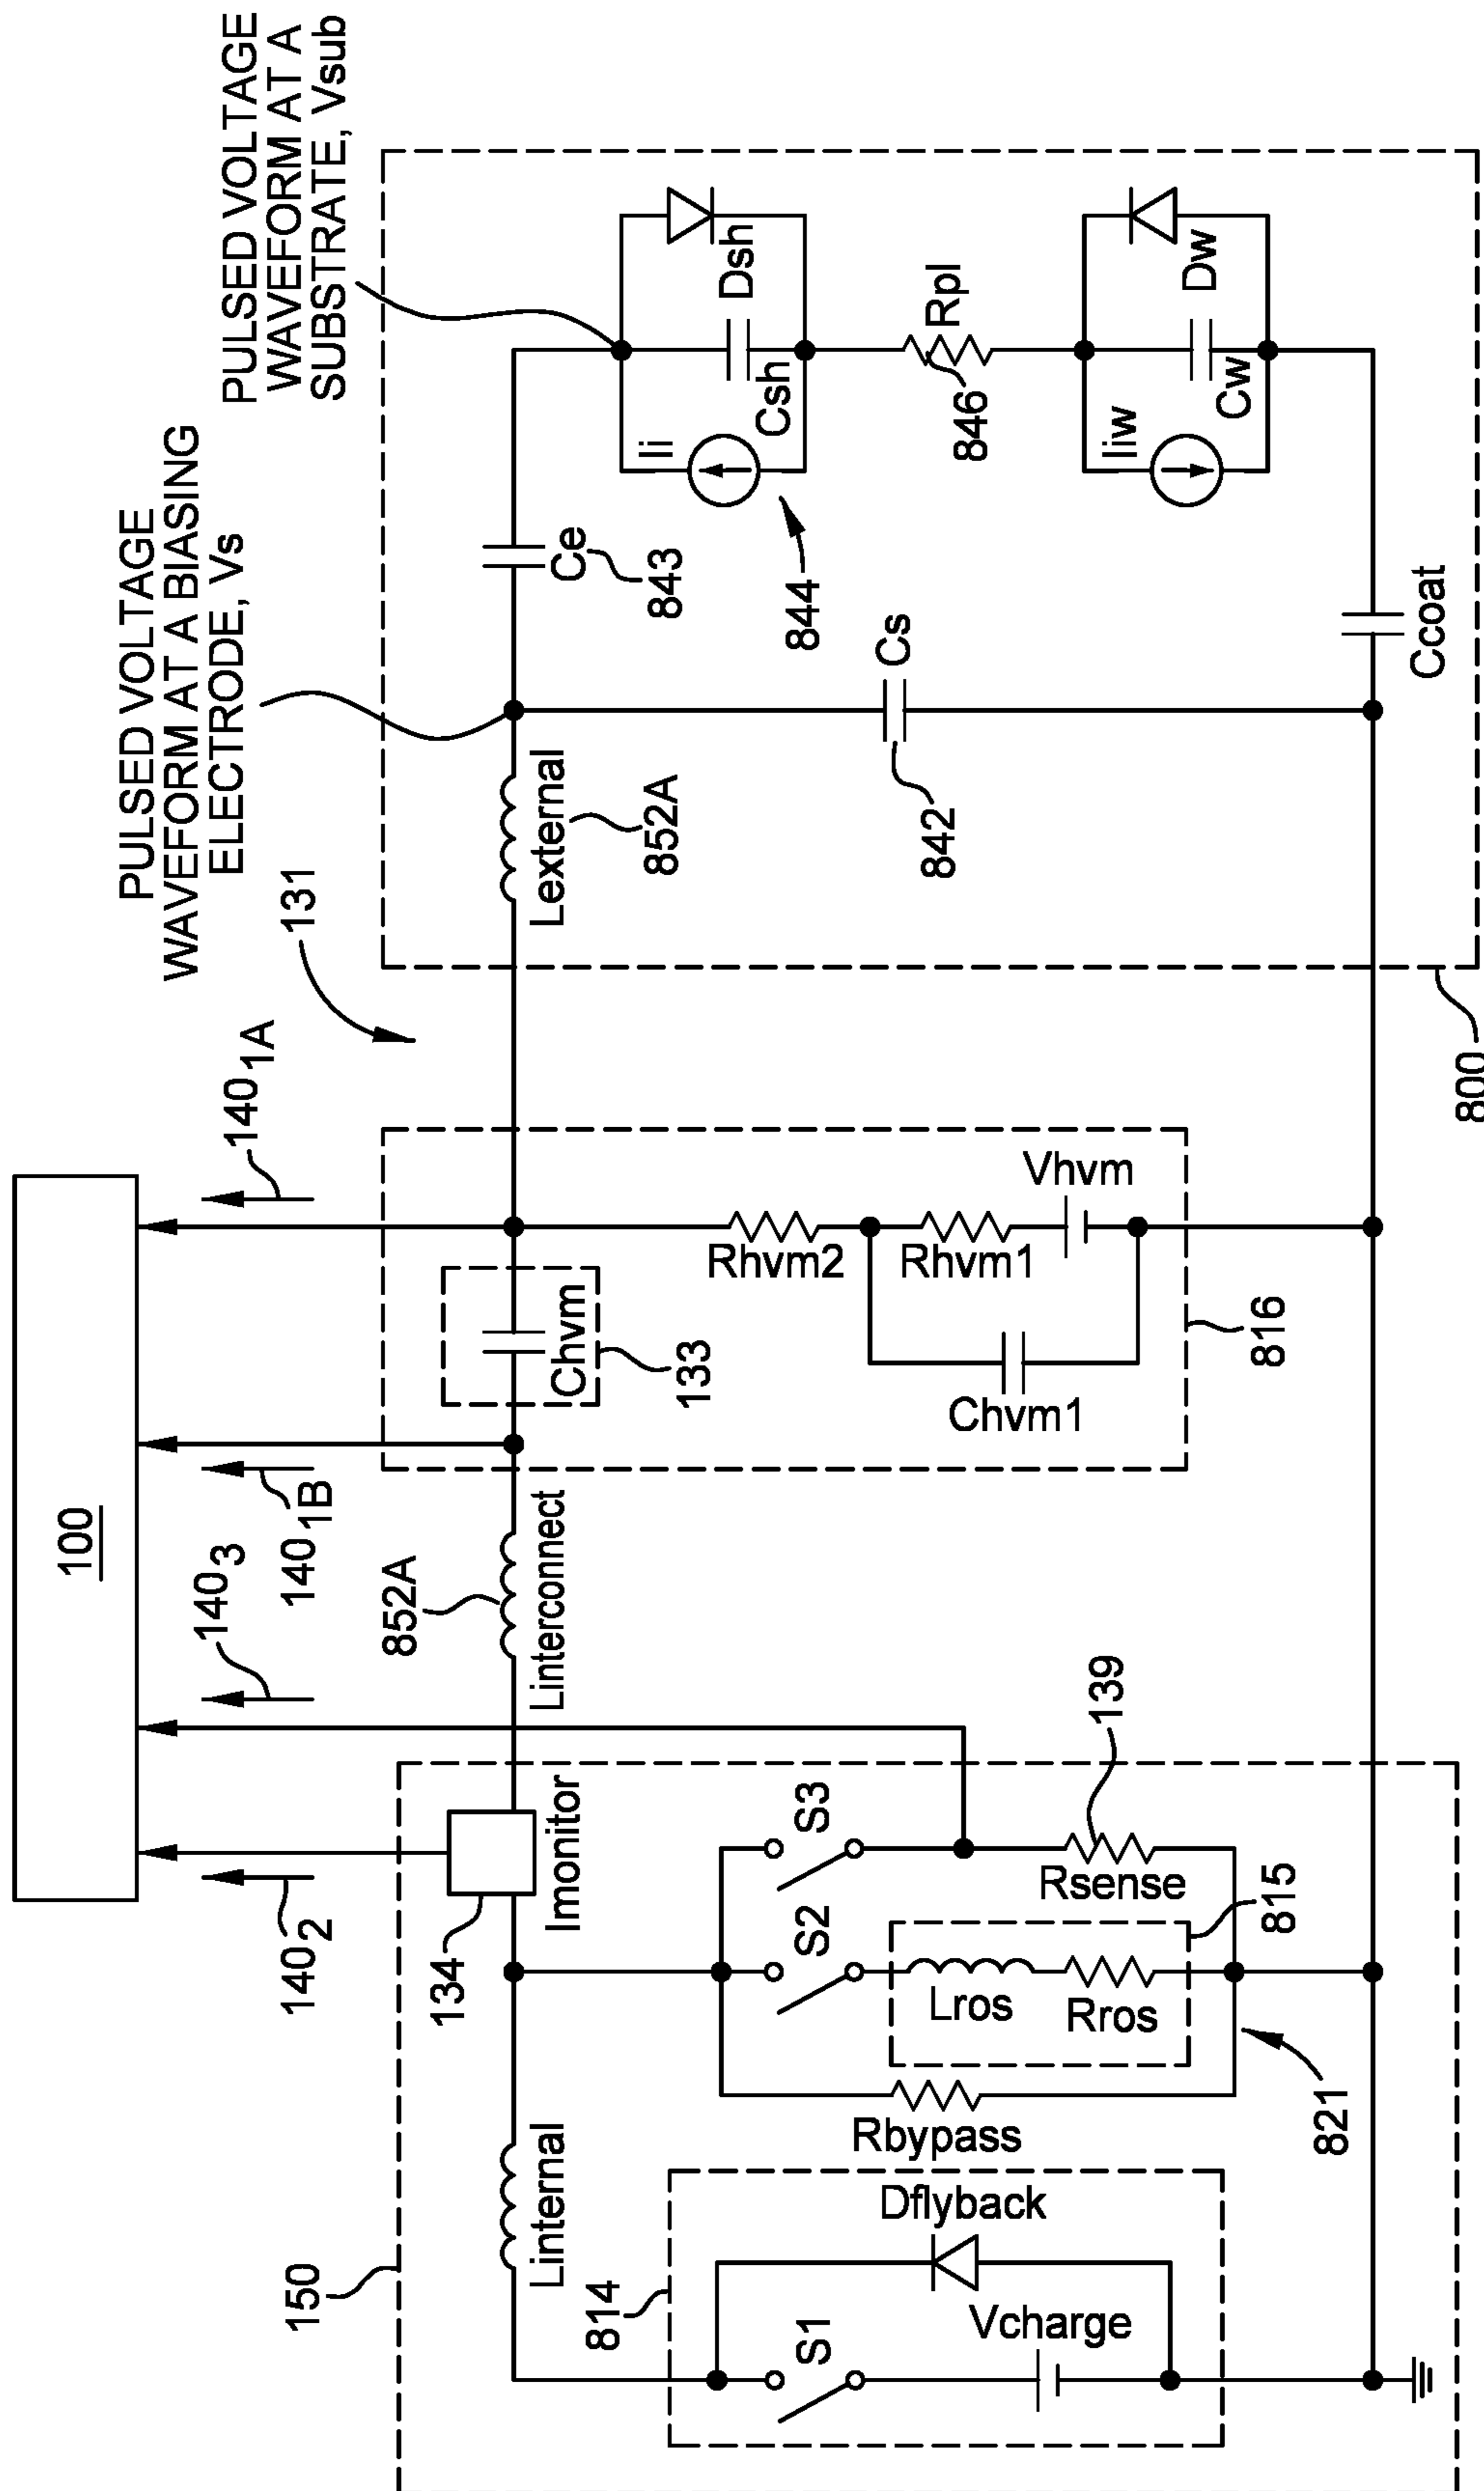 PULSED VOLTAGE
WAVEFORM AT A
SUBSTRATE, Vsub
PULSED VOLTAGE
WAVEFORM AT A BIASING
ELECTRODE, Vs
131
100
140 1A
140 1B
140 3
140 2
150
814
S1
Vcharge
Dflyback
Linternal
134
Imonitor
Rbypass
S2
S3
Lros
Rros
Rsense
139
815
821
852A
Linterconnect
Chvm
133
Rhvm2
Rhvm1
Vhvm
Chvm1
816
Lexternal
852A
Cs
842
Ce
843
844
Ii
Csh
Dsh
Rpl
846
Iiw
Cw
Dw
Ccoat
800